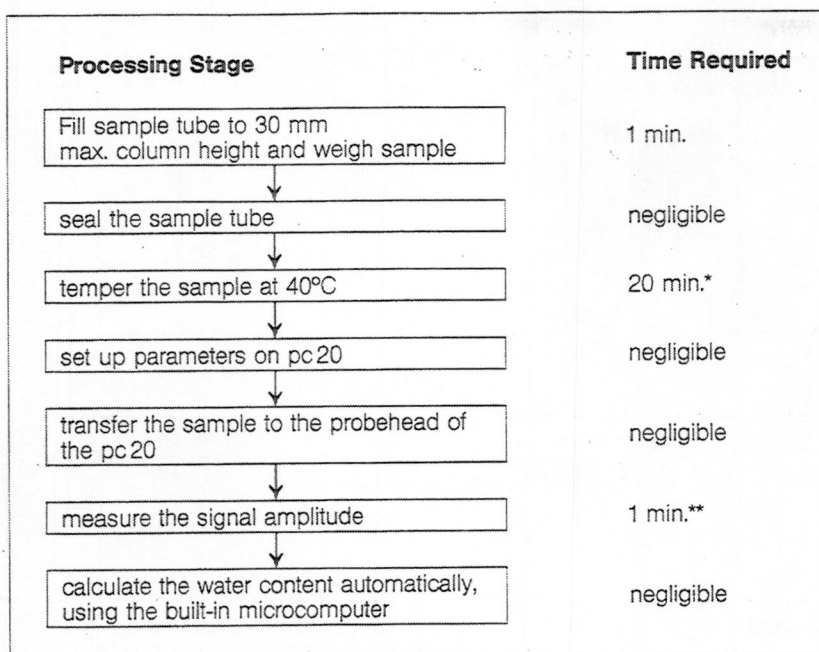 Processing Stage Time Required
Fill sample tube to 30 mm 1 min.
max. column height and weigh sample
seal the sample tube negligible
temper the sample at 40°C 20 min.*
set up parameters on pc 20 negligible
transfer the sample to the probehead of negligible
the pc 20
measure the signal amplitude 1 min.**
calculate the water content automatically, negligible
using the built-in microcomputer